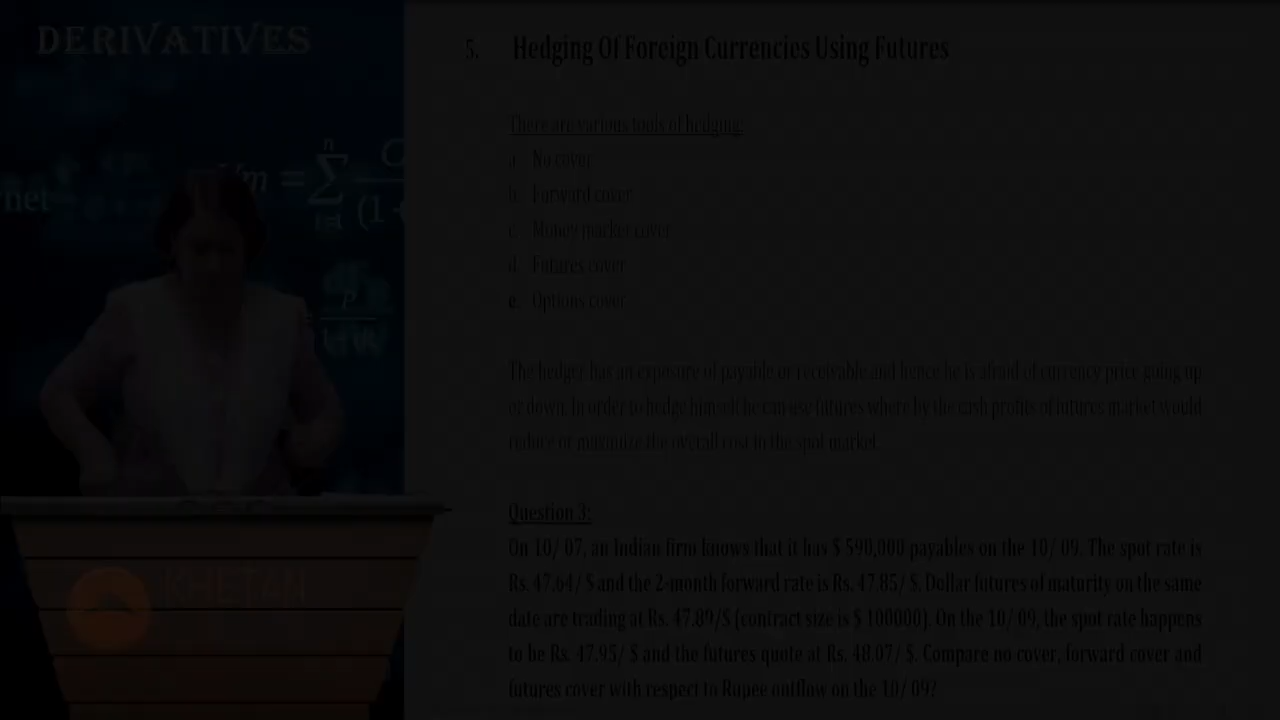 DERIVATIVES
5. Hedging Of Foreign Currencies Using Futures
There are various tools of hedging:
a. No cover
b. Forward cover
c. Money market cover
d. Futures cover
e. Options cover
The hedger has an exposure of payable or receivable and hence he is afraid of currency price going up
or down. In order to hedge himself he can use futures where by the cash profits of futures market would
reduce or maximize the overall cost in the spot market.
Question 3:
On 10/ 07, an Indian firm knows that it has $ 590,000 payables on the 10/ 09. The spot rate is
Rs. 47.64/ $ and the 2-month forward rate is Rs. 47.85/ $. Dollar futures of maturity on the same
date are trading at Rs. 47.89/$ (contract size is $ 100000). On the 10/ 09, the spot rate happens
to be Rs. 47.95/ $ and the futures quote at Rs. 48.07/ $. Compare no cover, forward cover and
futures cover with respect to Rupee outflow on the 10/ 09?
net
m = n Σ i=1
(1 +
p
KHETAN